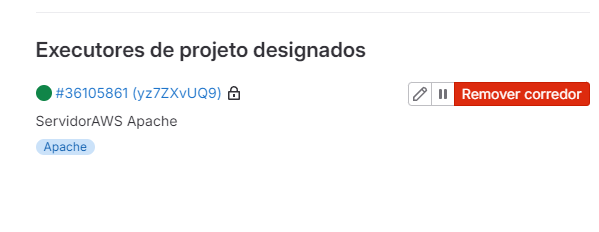 Executores de projeto designados
#36105861 (yz7ZXvUQ9)
Remover corredor
ServidorAWS Apache
Apache